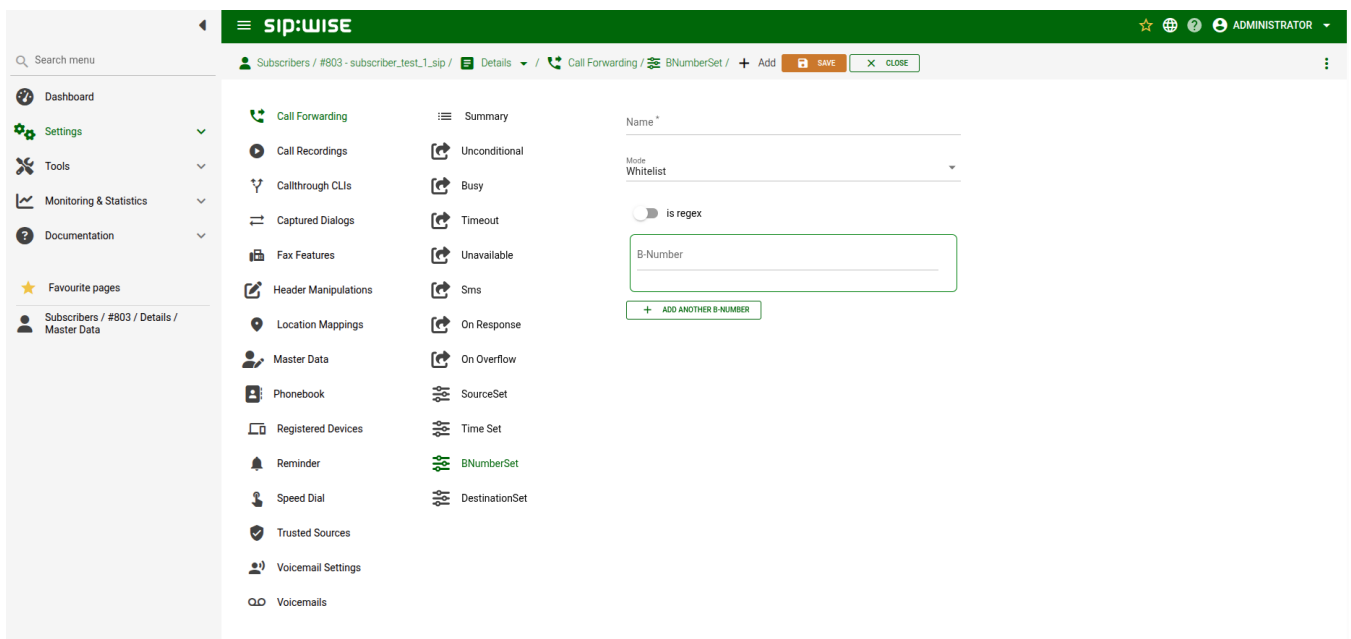 sip:wise
ADMINISTRATOR
Search menu
Subscribers / #803 - subscriber_test_1_sip / Details / Call Forwarding / BNumberSet / + Add SAVE X CLOSE
Dashboard
Settings
Tools
Monitoring & Statistics
Documentation
Favourite pages
Subscribers / #803 / Details /
Master Data
Call Forwarding
Call Recordings
Callthrough CLIs
Captured Dialogs
Fax Features
Header Manipulations
Location Mappings
Master Data
Phonebook
Registered Devices
Reminder
Speed Dial
Trusted Sources
Voicemail Settings
Voicemails
Summary
Unconditional
Busy
Timeout
Unavailable
Sms
On Response
On Overflow
SourceSet
Time Set
BNumberSet
DestinationSet
Name *
Mode
Whitelist
is regex
B-Number
+ ADD ANOTHER B-NUMBER